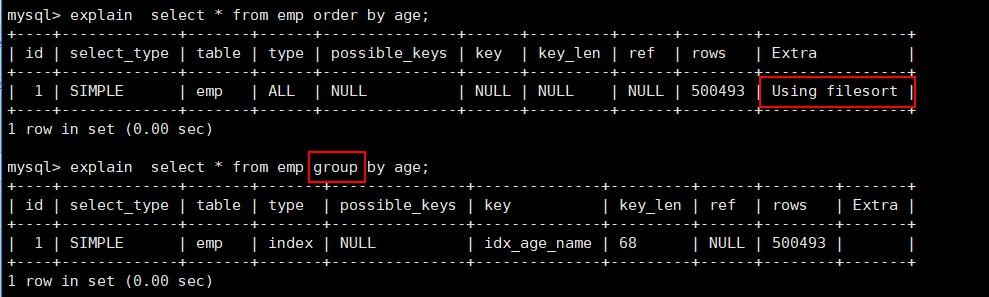 mysql> explain  select * from emp order by age;
+----+-------------+-------+------+---------------+------+---------+------+--------+----------------+
| id | select_type | table | type | possible_keys | key  | key_len | ref  | rows   | Extra          |
+----+-------------+-------+------+---------------+------+---------+------+--------+----------------+
|  1 | SIMPLE      | emp   | ALL  | NULL          | NULL | NULL    | NULL | 500493 | Using filesort |
+----+-------------+-------+------+---------------+------+---------+------+--------+----------------+
1 row in set (0.00 sec)
mysql> explain  select * from emp group by age;
+----+-------------+-------+-------+---------------+--------------+---------+------+--------+-------+
| id | select_type | table | type  | possible_keys | key          | key_len | ref  | rows   | Extra |
+----+-------------+-------+-------+---------------+--------------+---------+------+--------+-------+
|  1 | SIMPLE      | emp   | index | NULL          | idx_age_name | 68      | NULL | 500493 |       |
+----+-------------+-------+-------+---------------+--------------+---------+------+--------+-------+
1 row in set (0.00 sec)